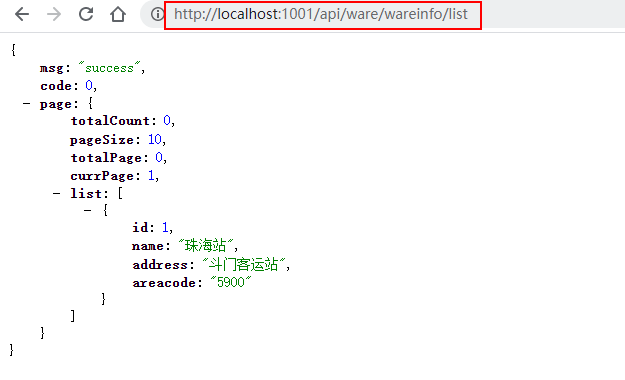 http://localhost:1001/api/ware/wareinfo/list
{
msg: "success",
code: 0,
- page: {
totalCount: 0,
pageSize: 10,
totalPage: 0,
currPage: 1,
- list: [
- {
id: 1,
name: "珠海站",
address: "斗门客运站",
areacode: "5900"
}
]
}
}